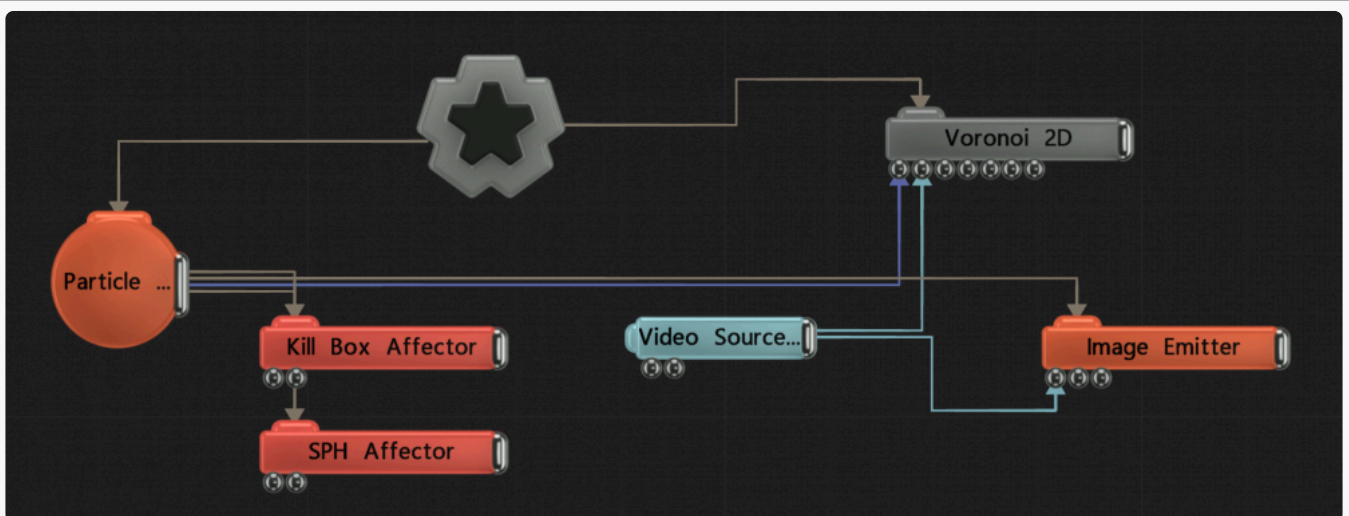 Voronoi 2D
Particle ...
Kill Box Affector
Video Source...
Image Emitter
SPH Affector